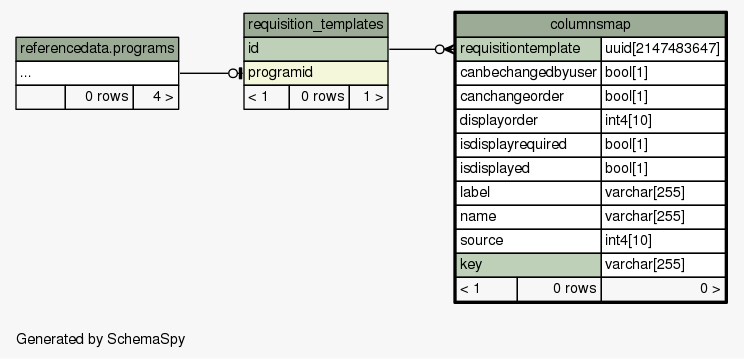 referencedata.programs
...
0 rows 4 >
requisition_templates
id
programid
< 1 0 rows 1 >
columnsmap
requisitiontemplate uuid[2147483647]
canbechangedbyuser bool[1]
canchangeorder bool[1]
displayorder int4[10]
isdisplayrequired bool[1]
isdisplayed bool[1]
label varchar[255]
name varchar[255]
source int4[10]
key varchar[255]
< 1 0 rows 0 >
Generated by SchemaSpy